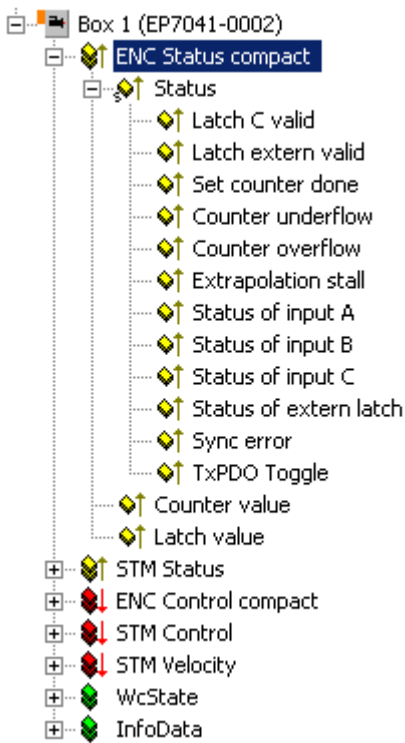 Box 1 (EP7041-0002)
ENC Status compact
Status
Latch C valid
Latch extern valid
Set counter done
Counter underflow
Counter overflow
Extrapolation stall
Status of input A
Status of input B
Status of input C
Status of extern latch
Sync error
TxPDO Toggle
Counter value
Latch value
STM Status
ENC Control compact
STM Control
STM Velocity
WcState
InfoData